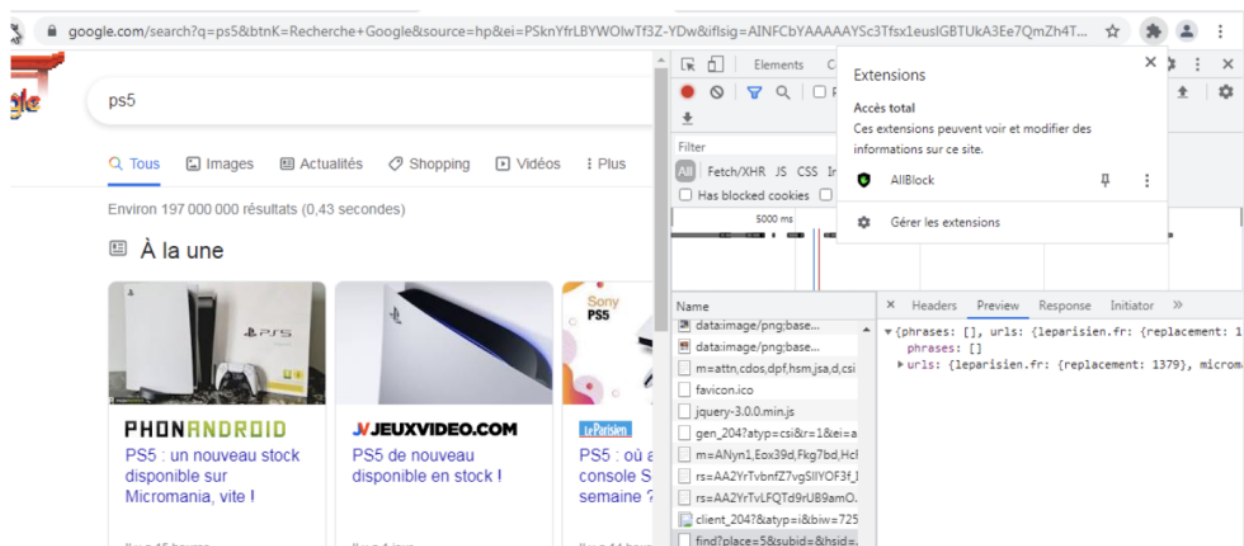 google.com/search?q=ps5&btnK=Recherche+Google&source=hp&ei=PSknYfrLBYWOlwTf3Z-YDw&iflsig=AINFCbYAAAAAYSc3Tfsx1euslGBTUkA3Ee7QmZh4T...
ps5
Tous Images Actualités Shopping Vidéos Plus
Environ 197 000 000 résultats (0,43 secondes)
À la une
PS5
PHONANDROID
PS5 : un nouveau stock
disponible sur
Micromania, vite !
JV JEUXVIDEO.COM
PS5 de nouveau
disponible en stock !
Sony
PS5
Le Parisien
PS5 : où a
console S
semaine ?
Elements C
Filter
All Fetch/XHR JS CSS
Has blocked cookies
5000 ms
Extensions
Accès total
Ces extensions peuvent voir et modifier des
informations sur ce site.
AllBlock
Gérer les extensions
Name
data:image/png;base...
data:image/png;base...
m=attn,cdos,dpf,hsm,jsa,d,csi
favicon.ico
jquery-3.0.0.min.js
gen_204?atyp=csi&r=1&ei=a
m=ANyn1,Eox39d,Fkg7bd,HcF
rs=AA2YrTvbnfZ7vgSIIYOF3f_
rs=AA2YrTvLFQTd9rUB9amO.
client_204?&atyp=i&biw=725
find?place=5&subid=&hsid=
Headers Preview Response Initiator
{phrases: [], urls: {leparisien.fr: {replacement: 1
phrases: []
urls: {leparisien.fr: {replacement: 1379}, microm